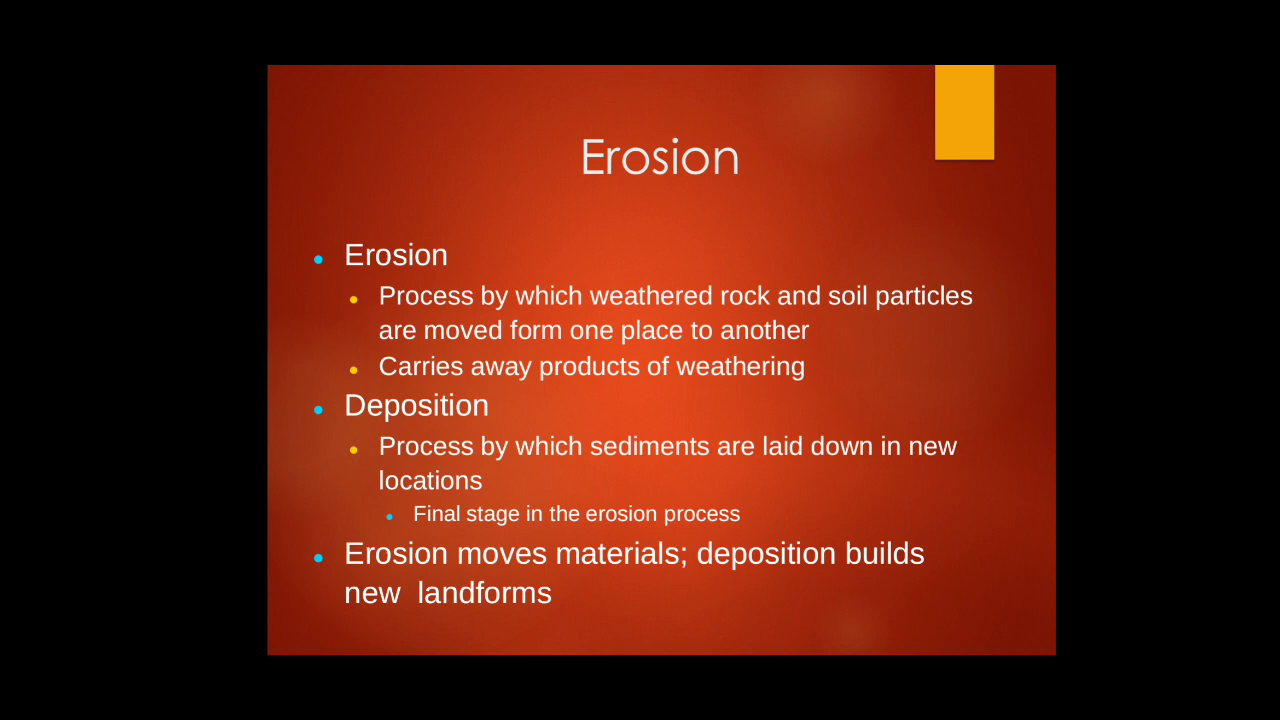 Erosion
Erosion
Process by which weathered rock and soil particles
are moved form one place to another
Carries away products of weathering
Deposition
Process by which sediments are laid down in new
locations
Final stage in the erosion process
Erosion moves materials; deposition builds
new  landforms